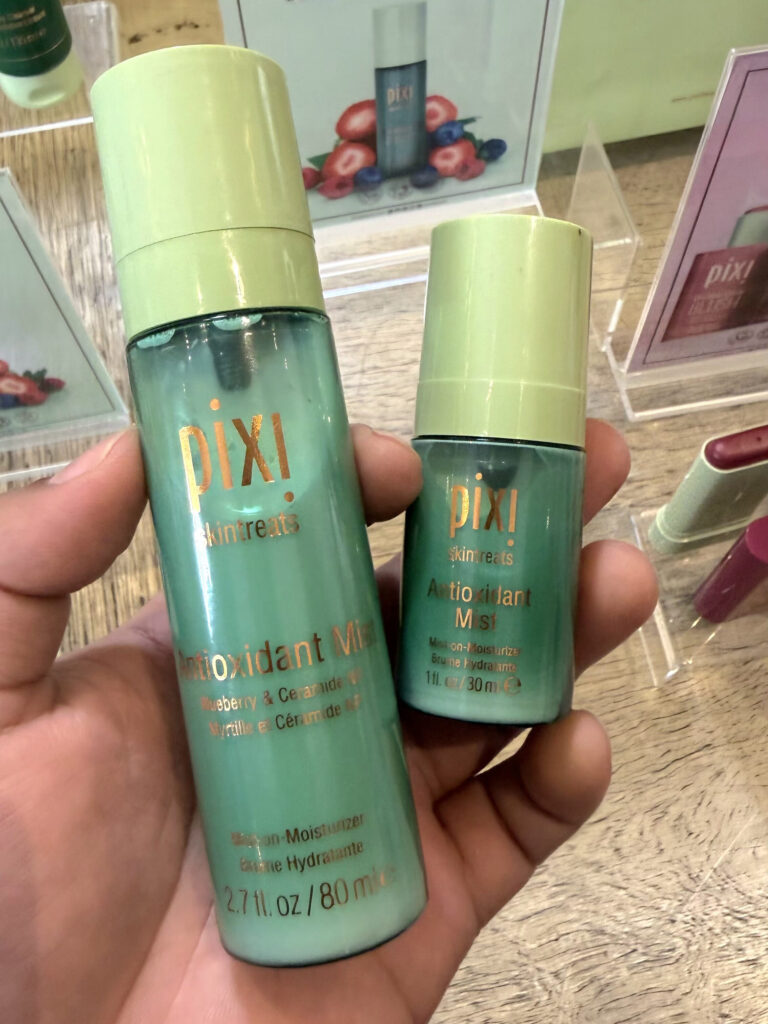 pixi
skintreats
Antioxidant Mist
Blueberry & Ceramide
Myrtille et Céramide
Mist-on-Moisturizer
Brume Hydratante
2.7 fl. oz / 80 ml
pixi
skintreats
Antioxidant
Mist
Mist-on-Moisturizer
Brume Hydratante
1 fl. oz / 30 ml ℮
pixi
pixi